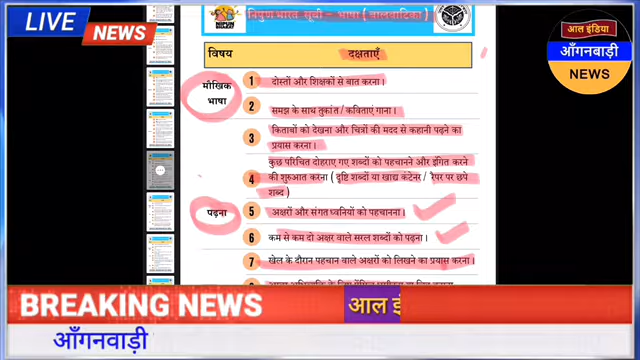 LIVE NEWS
निपुण भारत सूची - भाषा ( बालवाटिका )
आल इंडिया
आँगनबाड़ी
NEWS
विषय दक्षताएँ
मौखिक
भाषा
1 दोस्तों और शिक्षकों से बात करना।
2 समझ के साथ तुकांत / कविताएं गाना।
3 किताबों को देखना और चित्रों की मदद से कहानी पढ़ने का
प्रयास करना।
4 कुछ परिचित दोहराए गए शब्दों को पहचानने और इंगित करने
की शुरुआत करना ( दृष्टि शब्दों या खाद्य कंटेनर / रैपर पर छपे
शब्द )
पढ़ना
5 अक्षरों और संगत ध्वनियों को पहचानना।
6 कम से कम दो अक्षर वाले सरल शब्दों को पढ़ना।
7 खेल के दौरान पहचान वाले अक्षरों को लिखने का प्रयास करना।
BREAKING NEWS
आल इं
आँगनवाड़ी